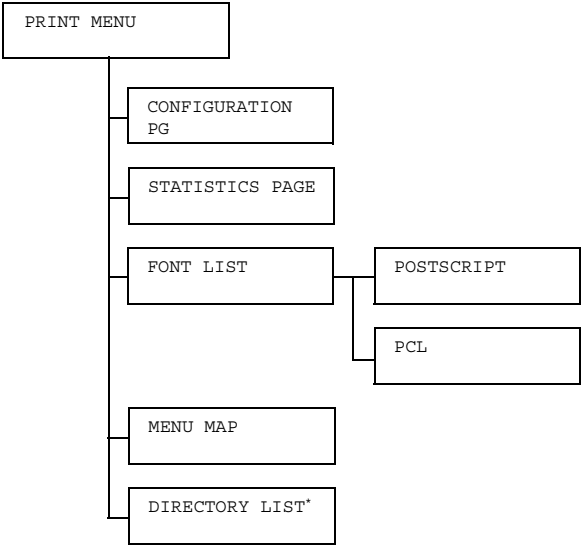 PRINT MENU
CONFIGURATION
PG
STATISTICS PAGE
FONT LIST
POSTSCRIPT
PCL
MENU MAP
DIRECTORY LIST*